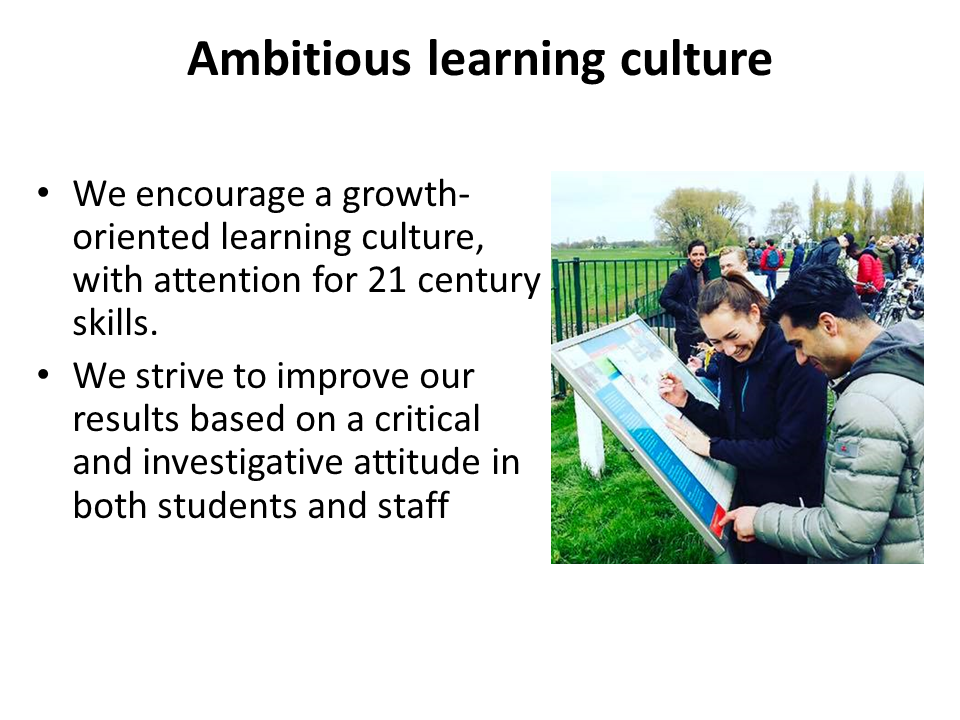 Ambitious learning culture
• We encourage a growth-
oriented learning culture,
with attention for 21 century
skills.
• We strive to improve our
results based on a critical
and investigative attitude in
both students and staff